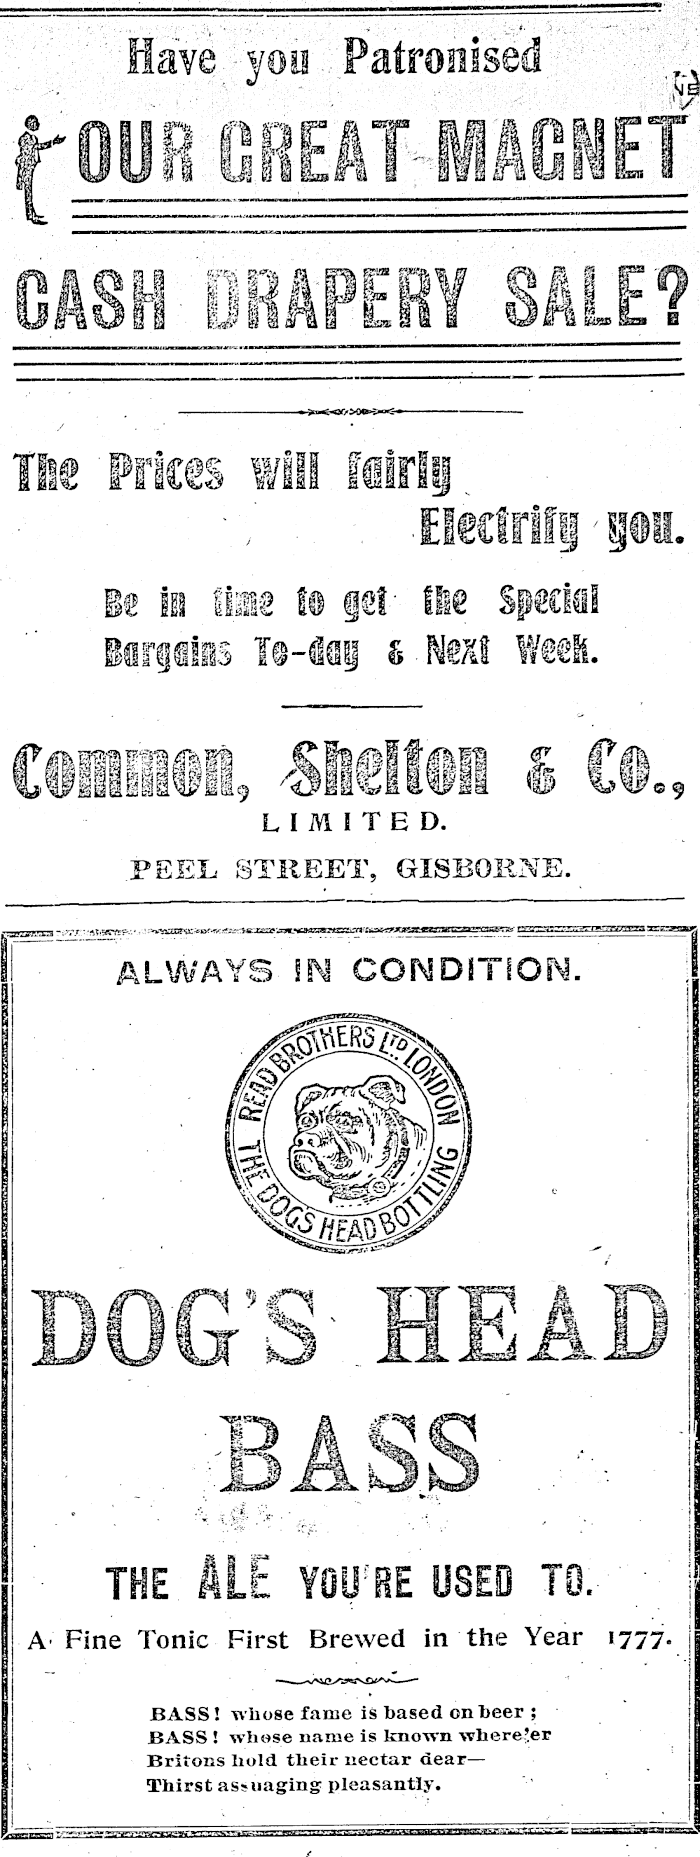 Have you Patronised
OUR GREAT MAGNET
CASH DRAPERY SALE?
The Prices will fairly
Electrify you.
Be in time to get the Special
Bargains To-day & Next Week.
Common, Shelton & Co.,
LIMITED.
PEEL STREET, GISBORNE.
ALWAYS IN CONDITION.
READ BROTHERS LTD. LONDON
THE DOGS HEAD BOTTLING
DOG'S HEAD
BASS
THE ALE YOU'RE USED TO.
A Fine Tonic First Brewed in the Year 1777.
BASS! whose fame is based on beer;
BASS! whose name is known where'er
Britons hold their nectar dear—
Thirst assuaging pleasantly.